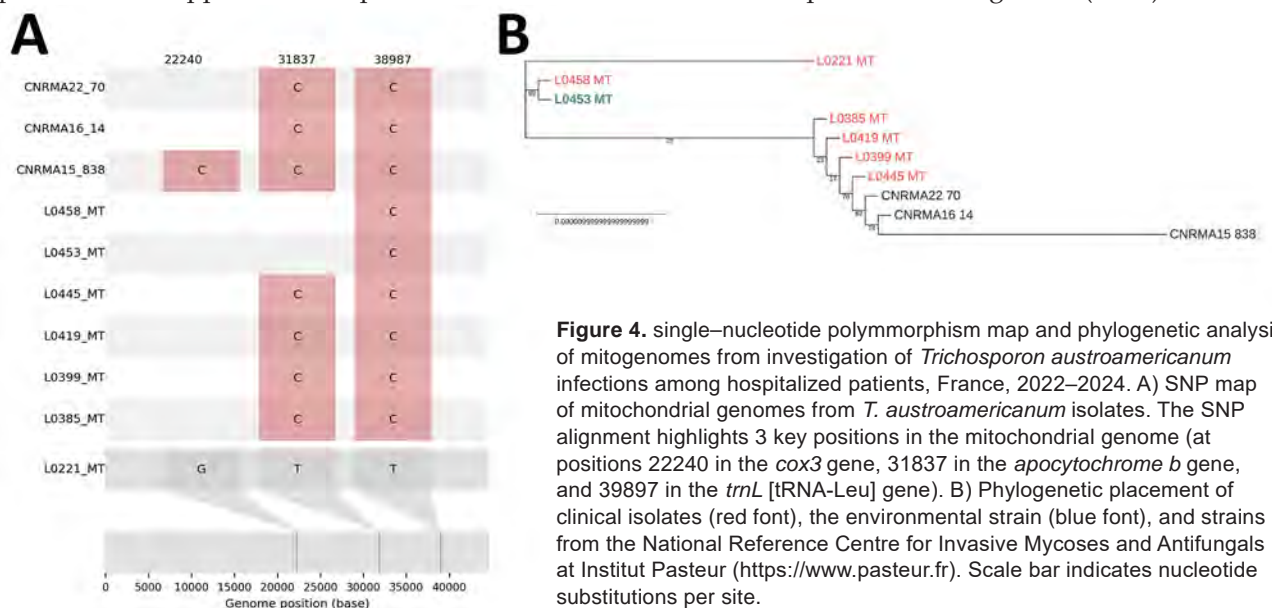 A
22240 31837 38987
CNRMA22_70 C C
CNRMA16_14 C C
CNRMA15_838 C C C
L0458_MT C
L0453_MT C
L0445_MT C C
L0419_MT C C
L0399_MT C C
L0385_MT C C
L0221_MT G T T
0 5000 10000 15000 20000 25000 30000 35000 40000
Genome position (base)
B
L0221 MT
L0458 MT
L0453 MT
L0385 MT
L0419 MT
L0399 MT
L0445 MT
CNRMA22 70
CNRMA16 14
CNRMA15 838
Figure 4. single–nucleotide polymmorphism map and phylogenetic analysi
of mitogenomes from investigation of Trichosporon austroamericanum
infections among hospitalized patients, France, 2022–2024. A) SNP map
of mitochondrial genomes from T. austroamericanum isolates. The SNP
alignment highlights 3 key positions in the mitochondrial genome (at
positions 22240 in the cox3 gene, 31837 in the apocytochrome b gene,
and 39897 in the trnL [tRNA-Leu] gene). B) Phylogenetic placement of
clinical isolates (red font), the environmental strain (blue font), and strains
from the National Reference Centre for Invasive Mycoses and Antifungals
at Institut Pasteur (https://www.pasteur.fr). Scale bar indicates nucleotide
substitutions per site.